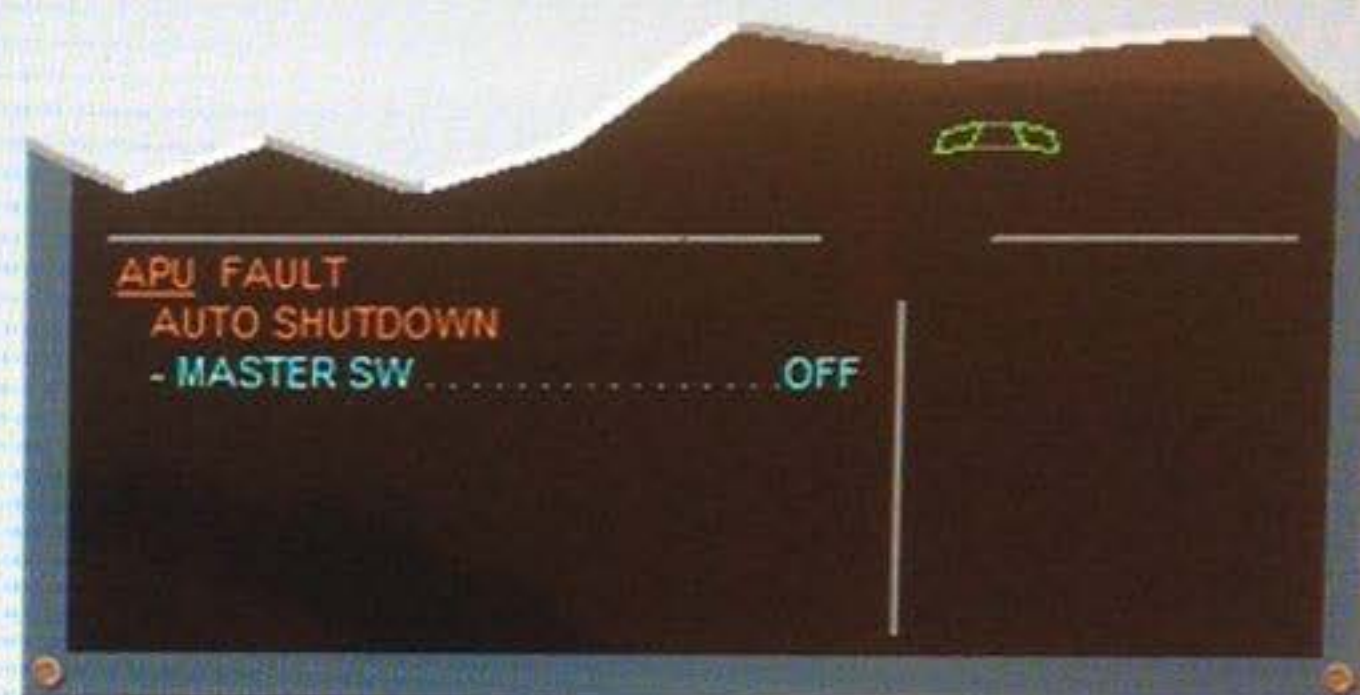 APU FAULT
AUTO SHUTDOWN
- MASTER SW.................OFF